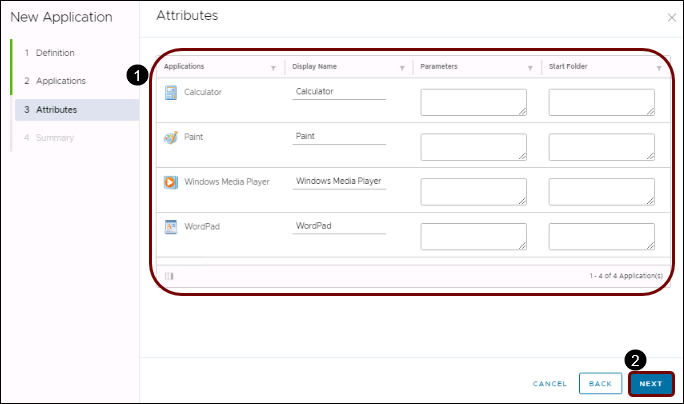 New Application
1 Definition
2 Applications
3 Attributes
4 Summary
Attributes
1
Applications Display Name Parameters Start Folder
Calculator Calculator
Paint Paint
Windows Media Player Windows Media Player
WordPad WordPad
1 - 4 of 4 Application(s)
2
CANCEL BACK NEXT